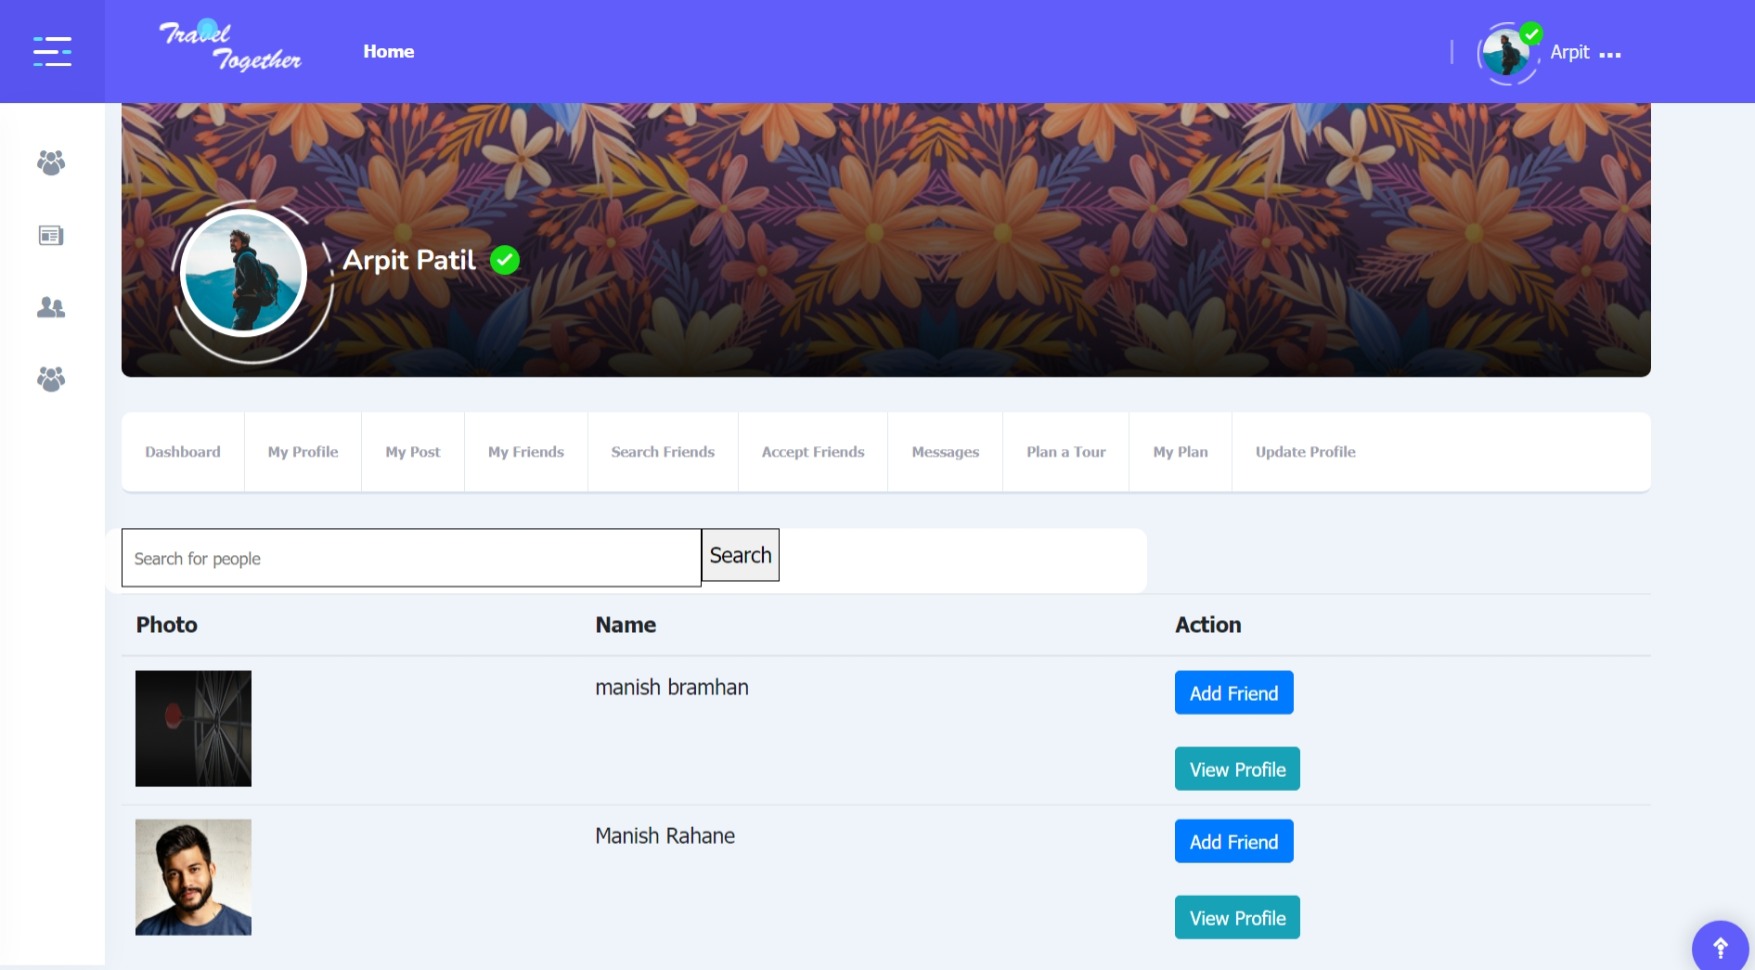 Travel
Together
Home
Arpit
Arpit Patil
Dashboard
My Profile
My Post
My Friends
Search Friends
Accept Friends
Messages
Plan a Tour
My Plan
Update Profile
Search for people
Search
Photo
Name
Action
manish bramhan
Add Friend
View Profile
Manish Rahane
Add Friend
View Profile